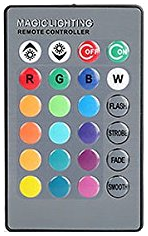 MAGIC LIGHTING
REMOTE CONTROLLER
OFF ON
R G B W
FLASH
STROBE
FADE
SMOOTH